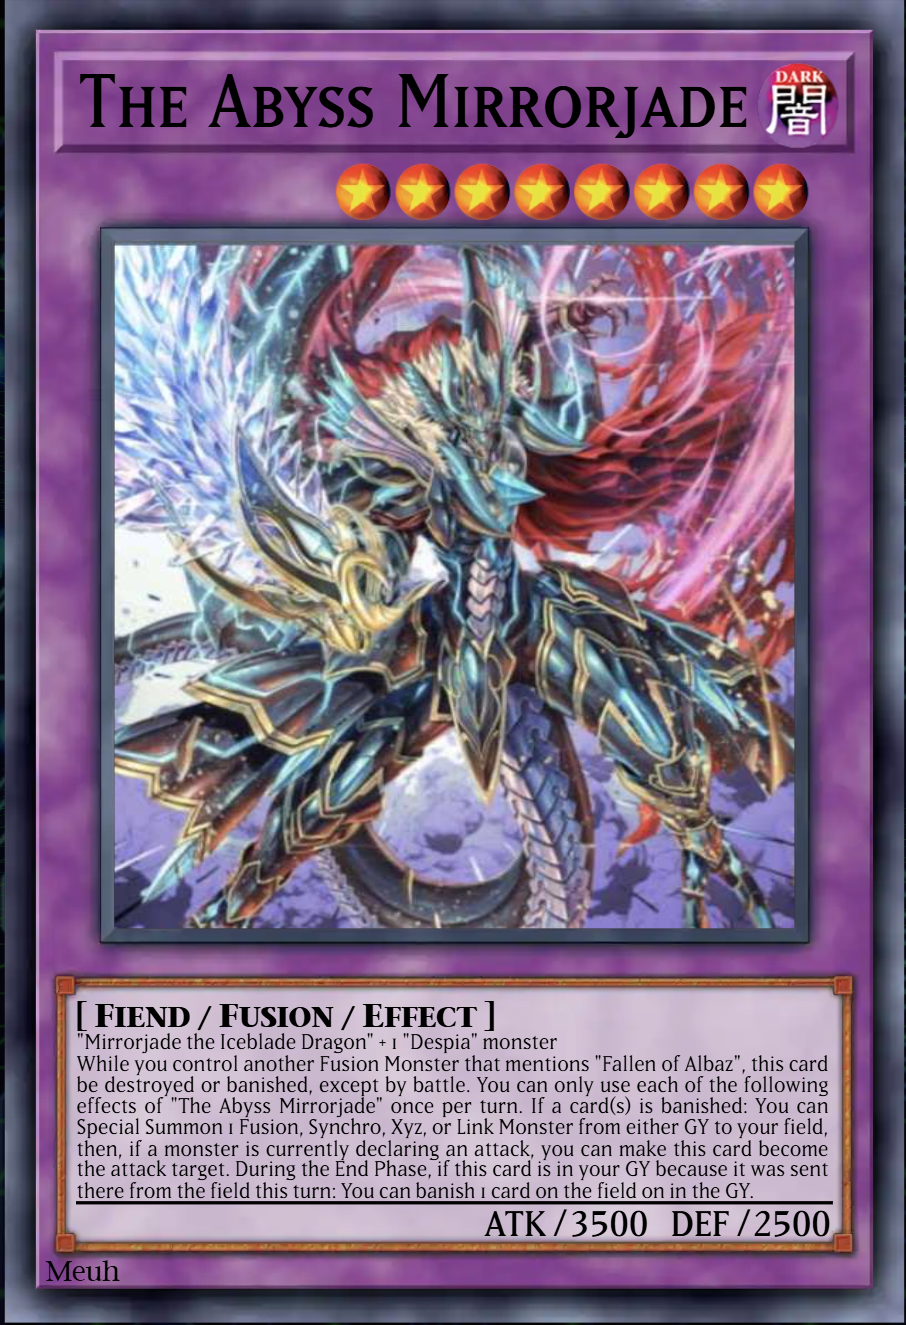 The Abyss Mirrorjade
DARK
闇
[ Fiend / Fusion / Effect ]
"Mirrorjade the Iceblade Dragon" + 1 "Despia" monster
While you control another Fusion Monster that mentions "Fallen of Albaz", this card
be destroyed or banished, except by battle. You can only use each of the following
effects of "The Abyss Mirrorjade" once per turn. If a card(s) is banished: You can
Special Summon 1 Fusion, Synchro, Xyz, or Link Monster from either GY to your field,
then, if a monster is currently declaring an attack, you can make this card become
the attack target. During the End Phase, if this card is in your GY because it was sent
there from the field this turn: You can banish 1 card on the field on in the GY.
ATK/3500 DEF/2500
Meuh